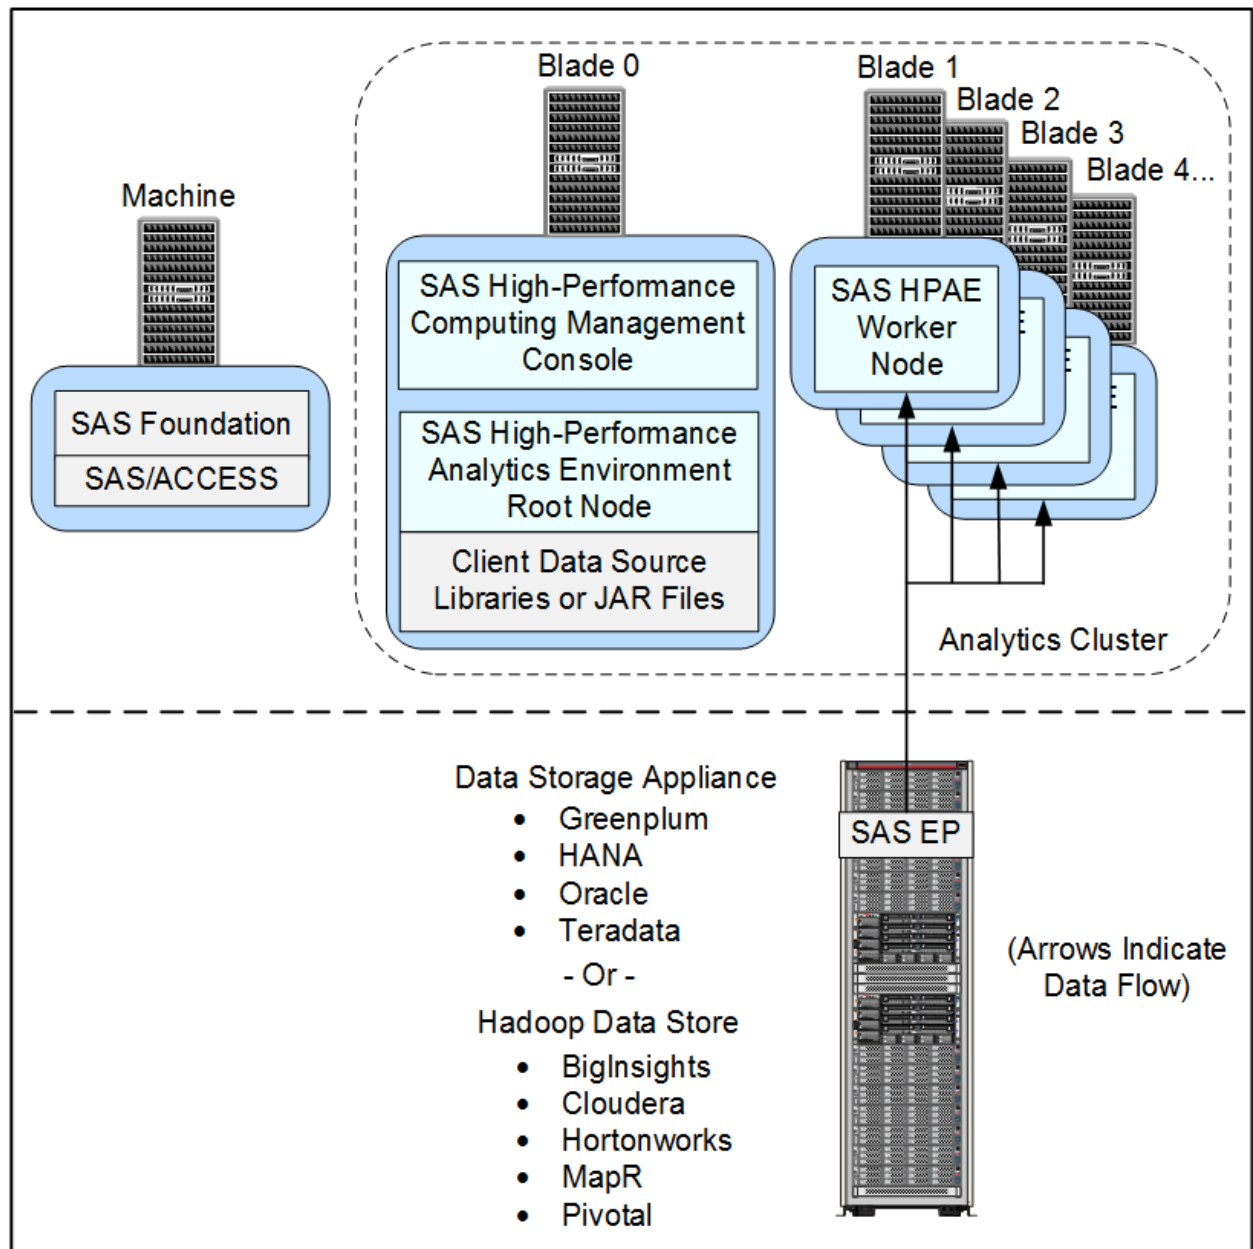 Blade 0
Blade 1
Blade 2
Blade 3
Blade 4...
Machine
SAS Foundation
SAS/ACCESS
SAS High-Performance
Computing Management
Console
SAS High-Performance
Analytics Environment
Root Node
Client Data Source
Libraries or JAR Files
SAS HPAE
Worker
Node
E
E
E
Analytics Cluster
Data Storage Appliance
• Greenplum
• HANA
• Oracle
• Teradata
- Or -
Hadoop Data Store
• BigInsights
• Cloudera
• Hortonworks
• MapR
• Pivotal
SAS EP
(Arrows Indicate
Data Flow)